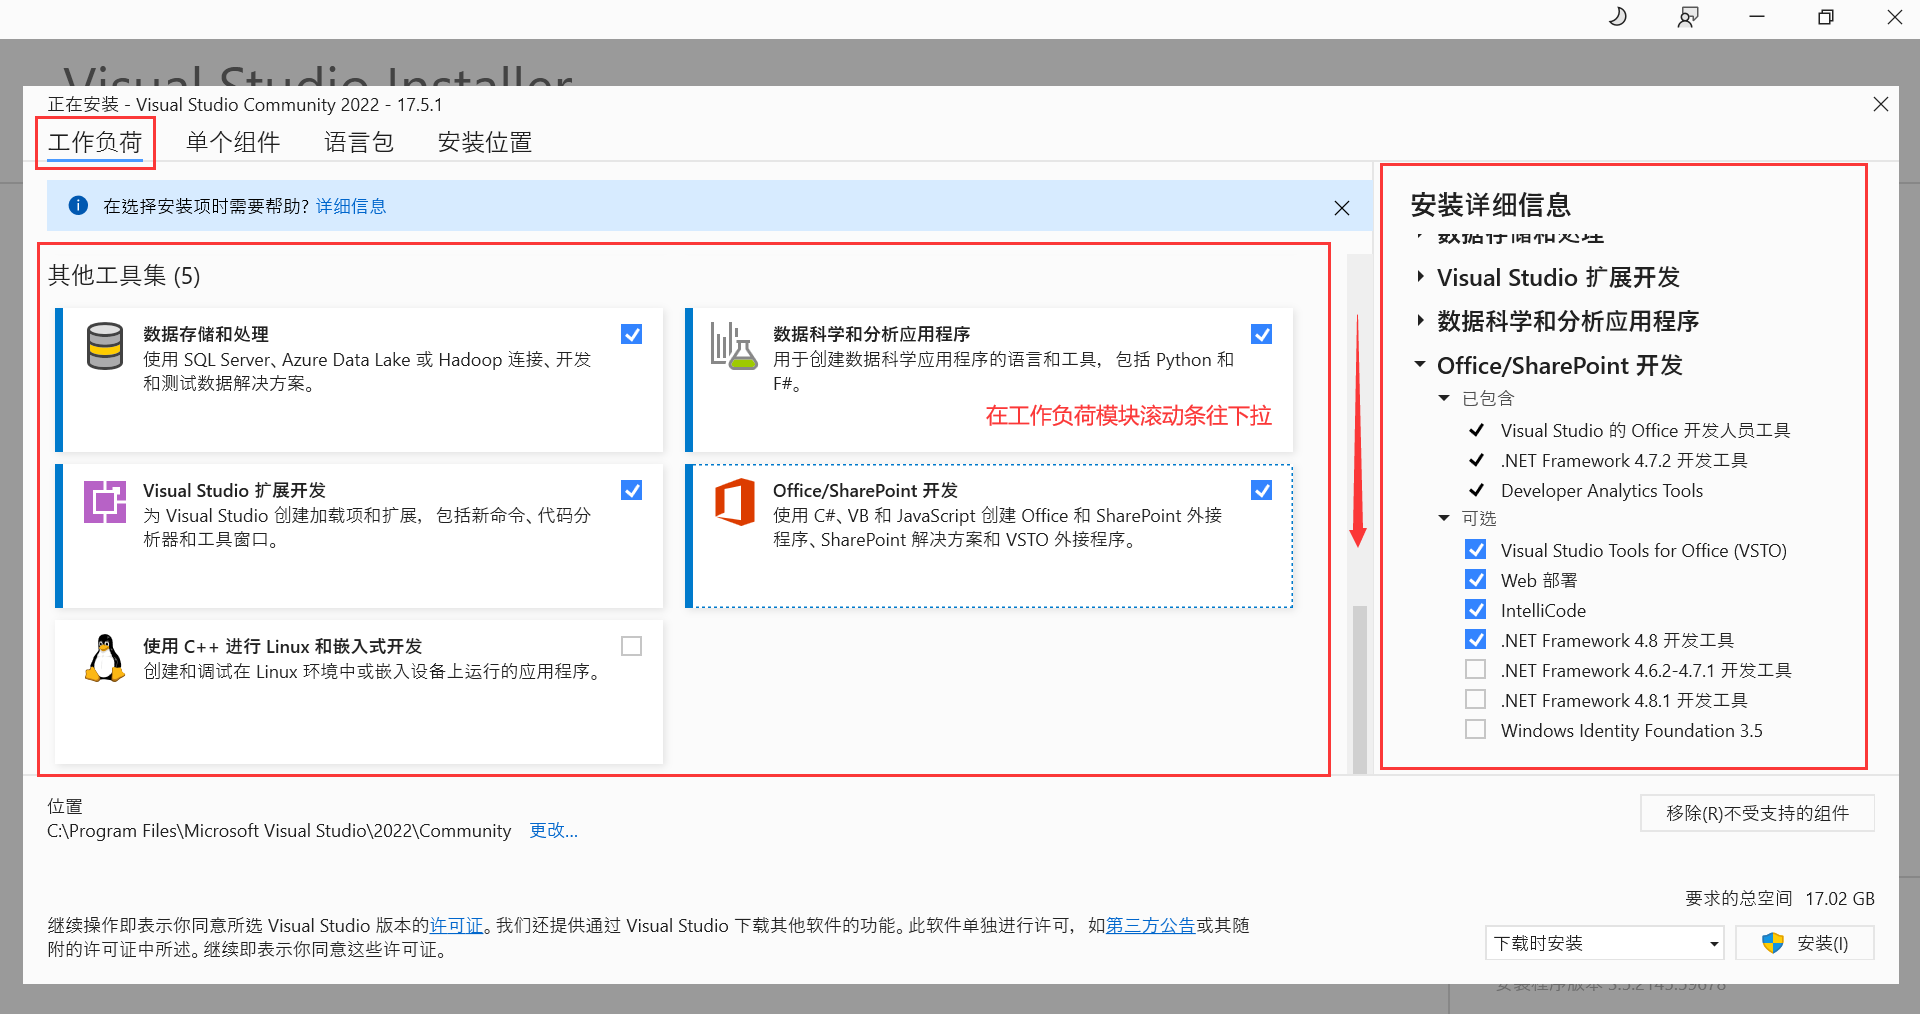 Visual Studio Installer
正在安装 - Visual Studio Community 2022 - 17.5.1
工作负荷 单个组件 语言包 安装位置
在选择安装项时需要帮助? 详细信息
其他工具集 (5)
数据存储和处理
使用 SQL Server、Azure Data Lake 或 Hadoop 连接、开发
和测试数据解决方案。
数据科学和分析应用程序
用于创建数据科学应用程序的语言和工具，包括 Python 和
F#。
在工作负荷模块滚动条往下拉
Visual Studio 扩展开发
为 Visual Studio 创建加载项和扩展，包括新命令、代码分
析器和工具窗口。
Office/SharePoint 开发
使用 C#、VB 和 JavaScript 创建 Office 和 SharePoint 外接
程序、SharePoint 解决方案和 VSTO 外接程序。
使用 C++ 进行 Linux 和嵌入式开发
创建和调试在 Linux 环境中或嵌入设备上运行的应用程序。
安装详细信息
数据存储和处理
Visual Studio 扩展开发
数据科学和分析应用程序
Office/SharePoint 开发
已包含
Visual Studio 的 Office 开发人员工具
.NET Framework 4.7.2 开发工具
Developer Analytics Tools
可选
Visual Studio Tools for Office (VSTO)
Web 部署
IntelliCode
.NET Framework 4.8 开发工具
.NET Framework 4.6.2-4.7.1 开发工具
.NET Framework 4.8.1 开发工具
Windows Identity Foundation 3.5
位置
C:\Program Files\Microsoft Visual Studio\2022\Community 更改...
移除(R)不受支持的组件
要求的总空间 17.02 GB
继续操作即表示你同意所选 Visual Studio 版本的许可证。我们还提供通过 Visual Studio 下载其他软件的功能。此软件单独进行许可，如第三方公告或其随
附的许可证中所述。继续即表示你同意这些许可证。
下载时安装
安装(I)
安装程序版本